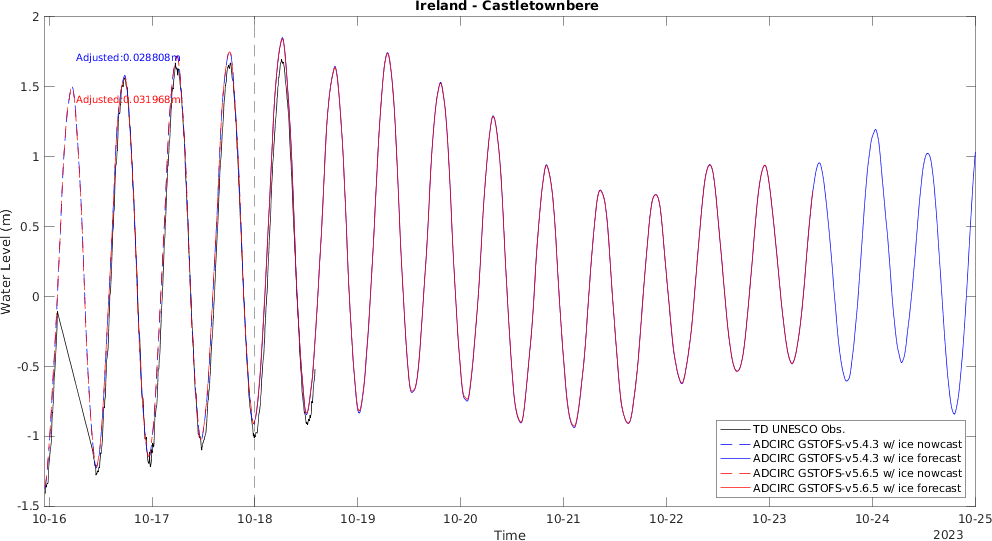 Ireland - Castletownbere
2
1.5
1
0.5
0
-0.5
-1
-1.5
Water Level (m)
Adjusted:0.028808m
Adjusted:0.031968m
TD UNESCO Obs.
ADCIRC GSTOFS-v5.4.3 w/ ice nowcast
ADCIRC GSTOFS-v5.4.3 w/ ice forecast
ADCIRC GSTOFS-v5.6.5 w/ ice nowcast
ADCIRC GSTOFS-v5.6.5 w/ ice forecast
10-16 10-17 10-18 10-19 10-20 10-21 10-22 10-23 10-24 10-25
Time
2023